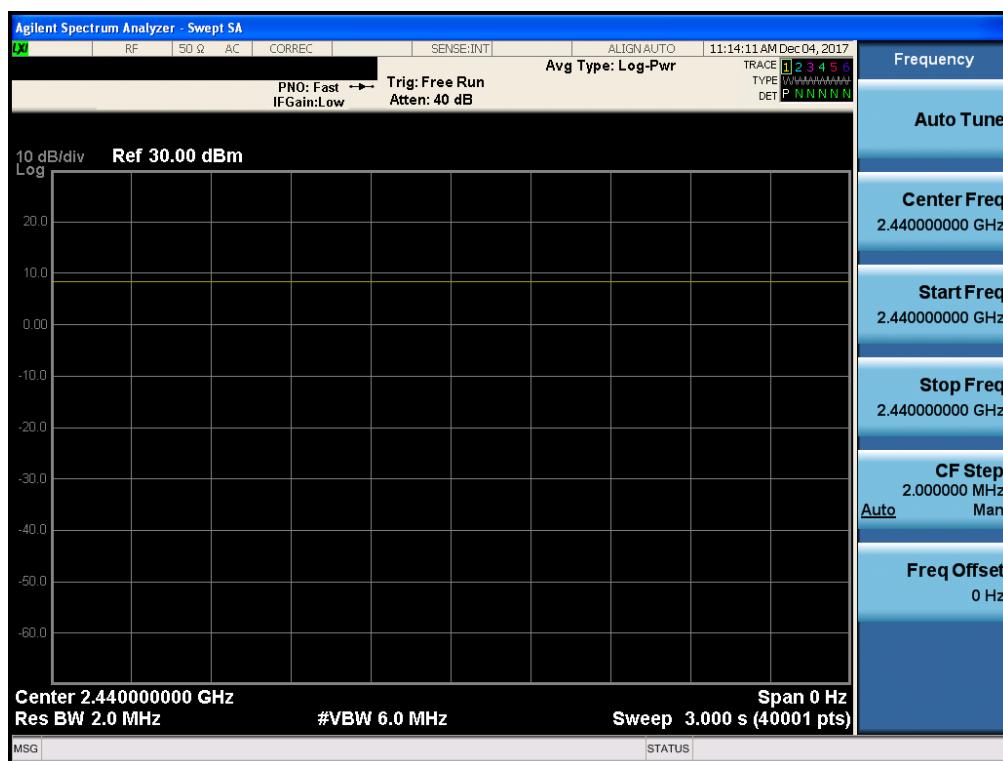 Agilent Spectrum Analyzer - Swept SA
LXI RF 50 Ω AC CORREC SENSE:INT ALIGN AUTO 11:14:11 AM Dec 04, 2017
Frequency
Avg Type: Log-Pwr
TRACE 1 2 3 4 5 6
PNO: Fast Trig: Free Run
TYPE
IFGain:Low Atten: 40 dB
DET P N N N N N
Auto Tune
10 dB/div Ref 30.00 dBm
Log
20.0
10.0
0.00
-10.0
-20.0
-30.0
-40.0
-50.0
-60.0
Center Freq
2.440000000 GHz
Start Freq
2.440000000 GHz
Stop Freq
2.440000000 GHz
CF Step
2.000000 MHz
Auto Man
Freq Offset
0 Hz
Center 2.440000000 GHz Span 0 Hz
Res BW 2.0 MHz #VBW 6.0 MHz Sweep 3.000 s (40001 pts)
MSG STATUS